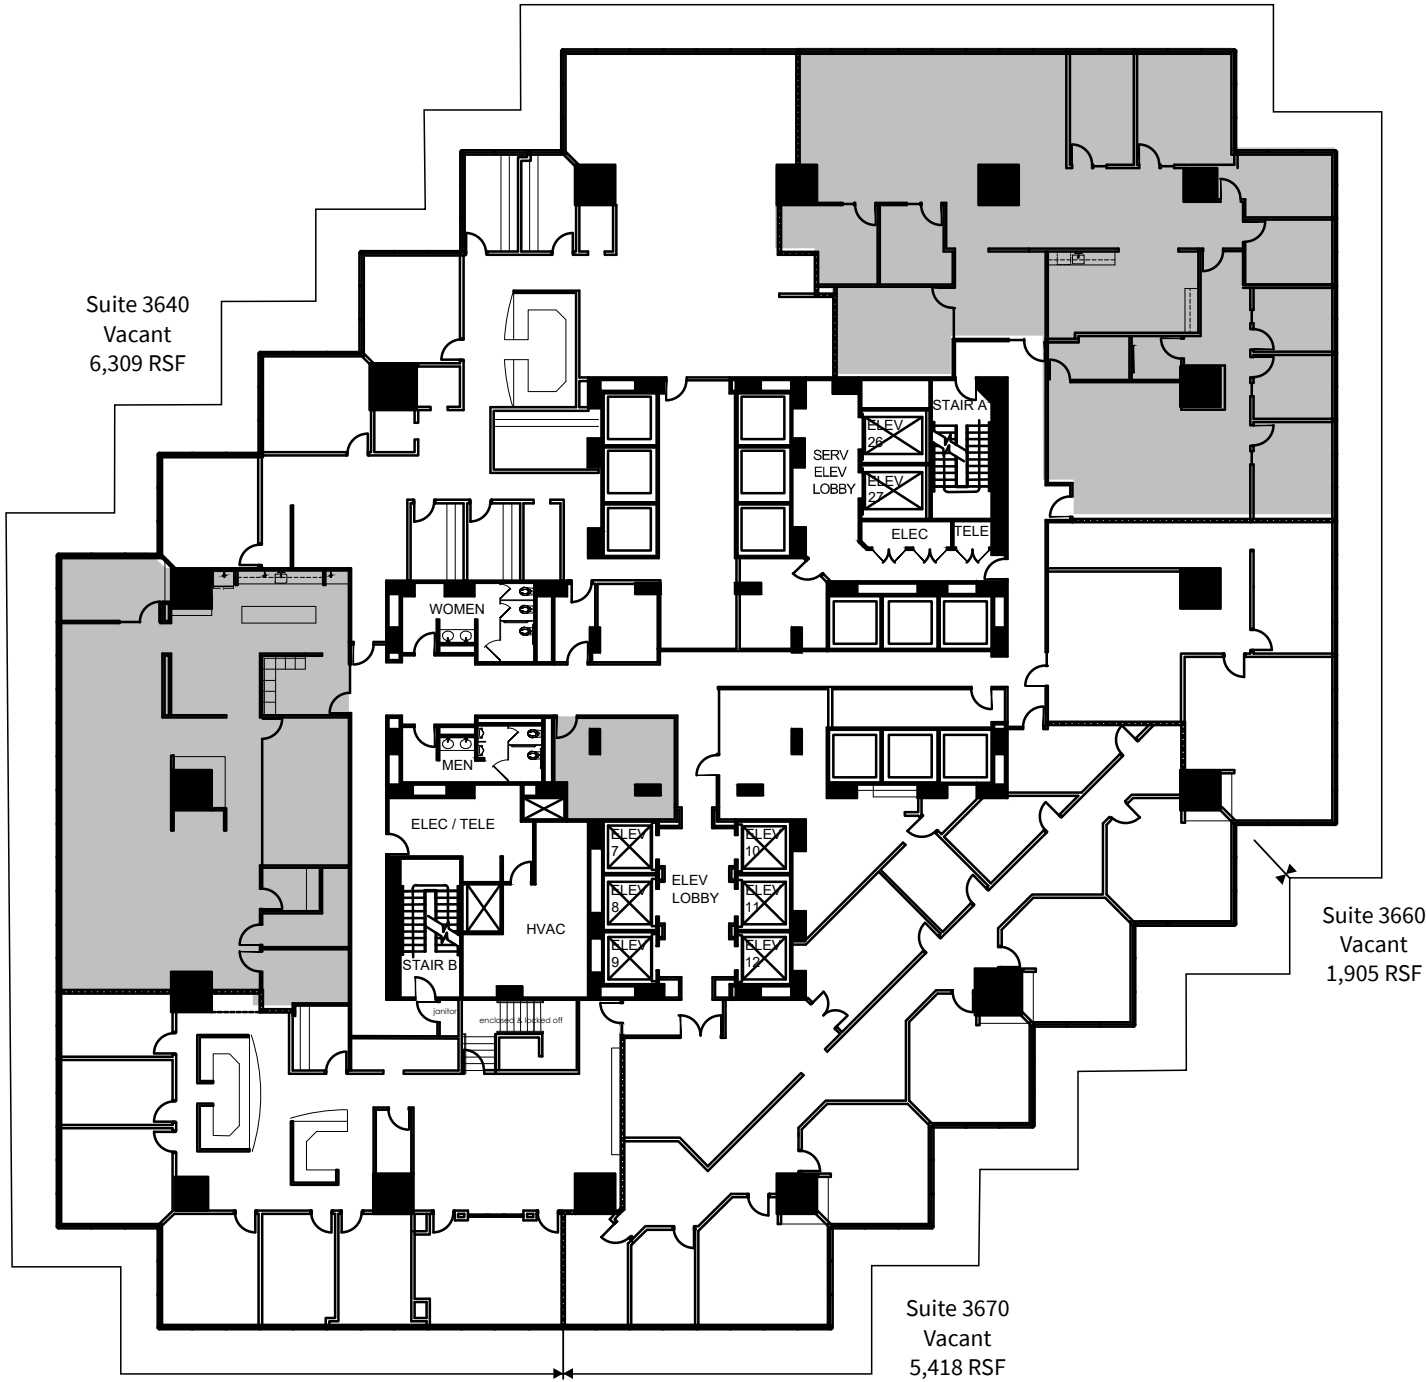 Suite 3640
Vacant
6,309 RSF
STAIR A
ELEV
26
SERV
ELEV
LOBBY
ELEV
27
ELEC
TELE
WOMEN
MEN
ELEC / TELE
ELEV
7
ELEV
10
ELEV
LOBBY
ELEV
8
ELEV
11
HVAC
ELEV
9
ELEV
12
STAIR B
janitor
enclosed & locked off
Suite 3660
Vacant
1,905 RSF
Suite 3670
Vacant
5,418 RSF